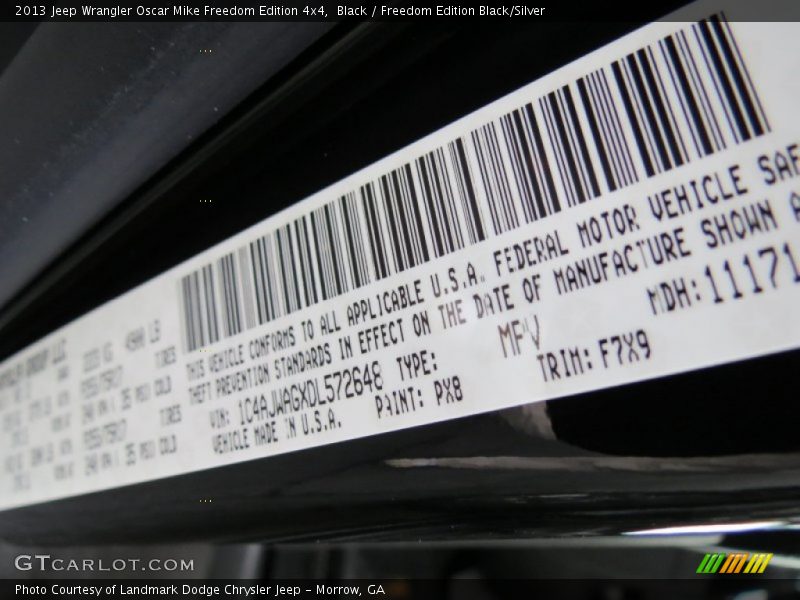 2013 Jeep Wrangler Oscar Mike Freedom Edition 4x4,  Black / Freedom Edition Black/Silver
THIS VEHICLE CONFORMS TO ALL APPLICABLE U.S.A. FEDERAL MOTOR VEHICLE SAF
THEFT PREVENTION STANDARDS IN EFFECT ON THE DATE OF MANUFACTURE SHOWN A
VIN: 1C4AJWAGXDL572648 TYPE: MPV MDH: 11171
VEHICLE MADE IN U.S.A. PAINT: PX8 TRIM: F7X9
GTCARLOT.COM
Photo Courtesy of Landmark Dodge Chrysler Jeep - Morrow, GA